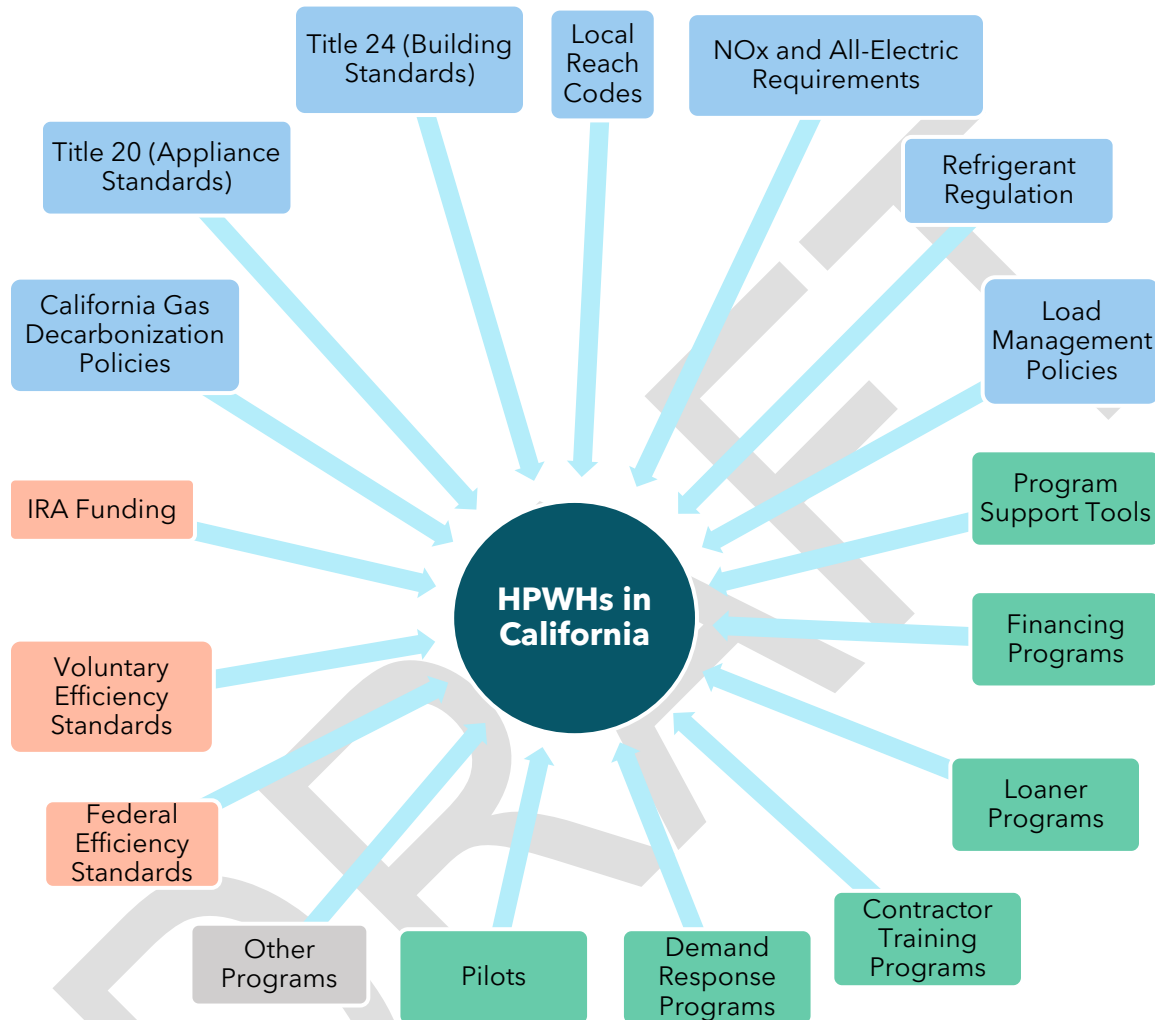 Title 24 (Building
Standards)
Local
Reach
Codes
NOx and All-Electric
Requirements
Title 20 (Appliance
Standards)
Refrigerant
Regulation
California Gas
Decarbonization
Policies
Load
Management
Policies
IRA Funding
Program
Support Tools
HPWHs in
California
Financing
Programs
Voluntary
Efficiency
Standards
Loaner
Programs
Federal
Efficiency
Standards
Contractor
Training
Programs
Other
Programs
Pilots
Demand
Response
Programs
DRAFT